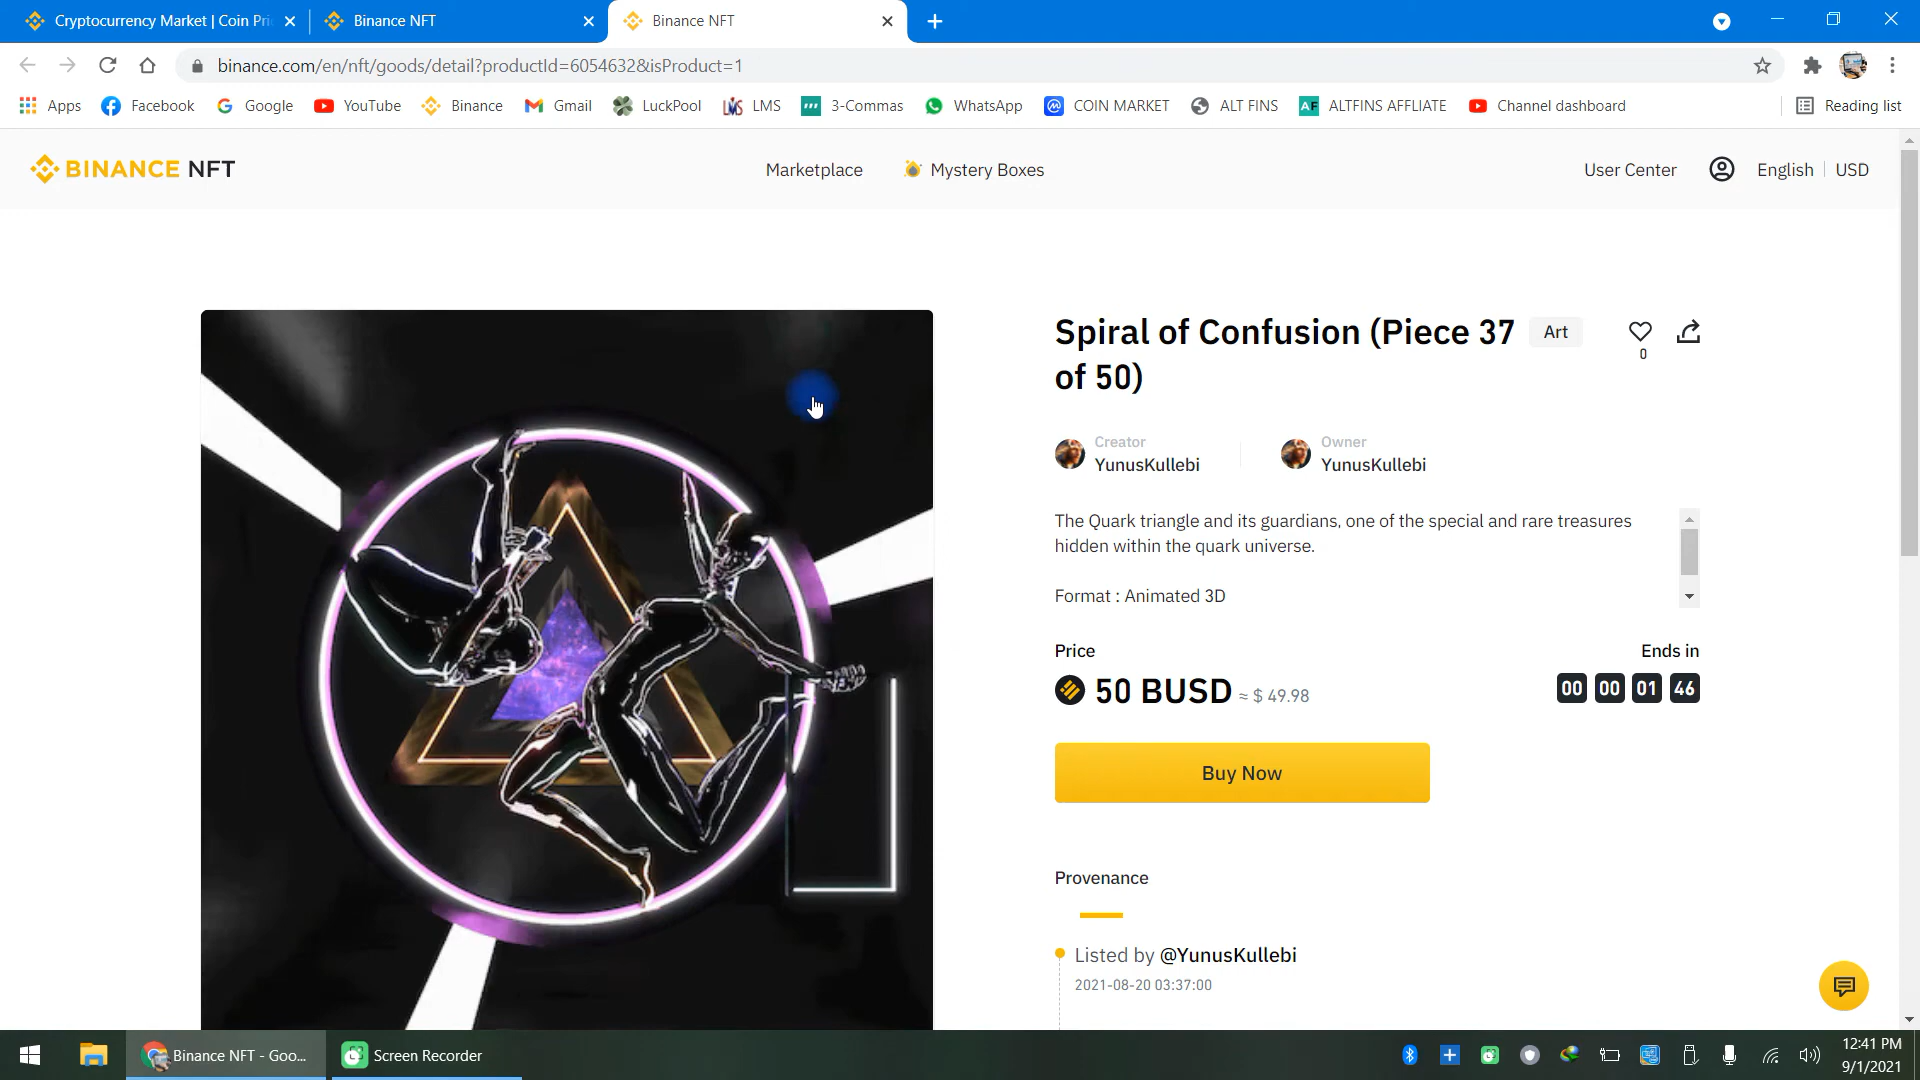 Cryptocurrency Market | Coin Pri
Binance NFT
Binance NFT
binance.com/en/nft/goods/detail?productId=6054632&isProduct=1
Apps
Facebook
Google
YouTube
Binance
Gmail
LuckPool
LMS
3-Commas
WhatsApp
COIN MARKET
ALT FINS
AF
ALTFINS AFFLIATE
Channel dashboard
Reading list
BINANCE NFT
Marketplace
Mystery Boxes
User Center
English
USD
Spiral of Confusion (Piece 37
of 50)
Art
0
Creator
YunusKullebi
Owner
YunusKullebi
The Quark triangle and its guardians, one of the special and rare treasures
hidden within the quark universe.
Format : Animated 3D
Price
Ends in
50 BUSD ≈ $ 49.98
00 00 01 46
Buy Now
Provenance
Listed by @YunusKullebi
2021-08-20 03:37:00
Binance NFT - Goo...
Screen Recorder
12:41 PM
9/1/2021